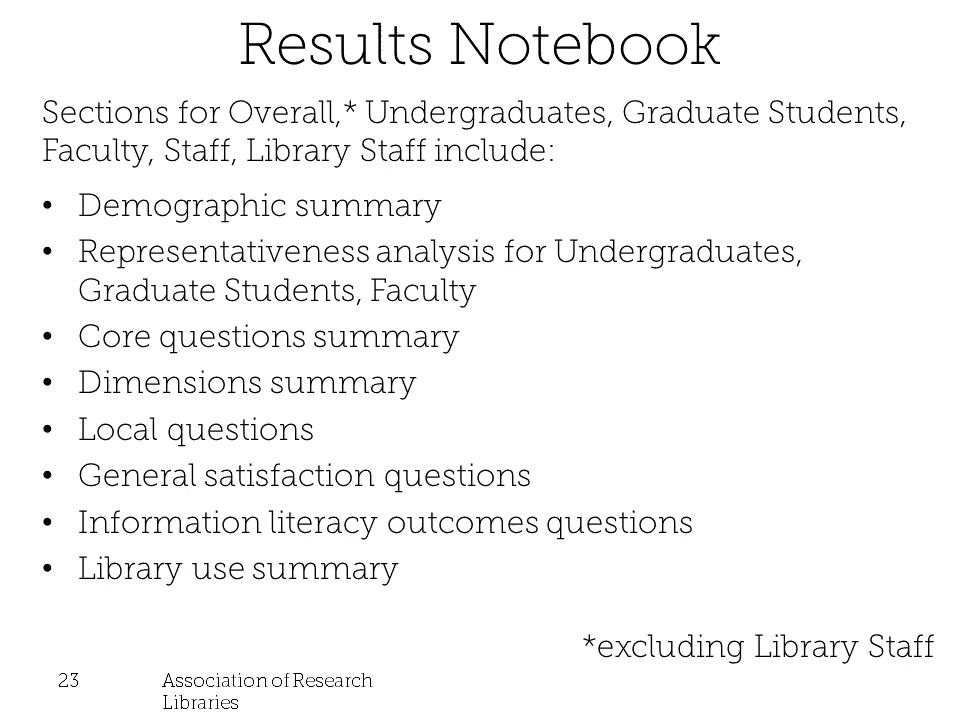 Results Notebook
Sections for Overall,* Undergraduates, Graduate Students,
Faculty, Staff, Library Staff include:
• Demographic summary
• Representativeness analysis for Undergraduates,
Graduate Students, Faculty
• Core questions summary
• Dimensions summary
• Local questions
• General satisfaction questions
• Information literacy outcomes questions
• Library use summary
*excluding Library Staff
23 Association of Research
Libraries